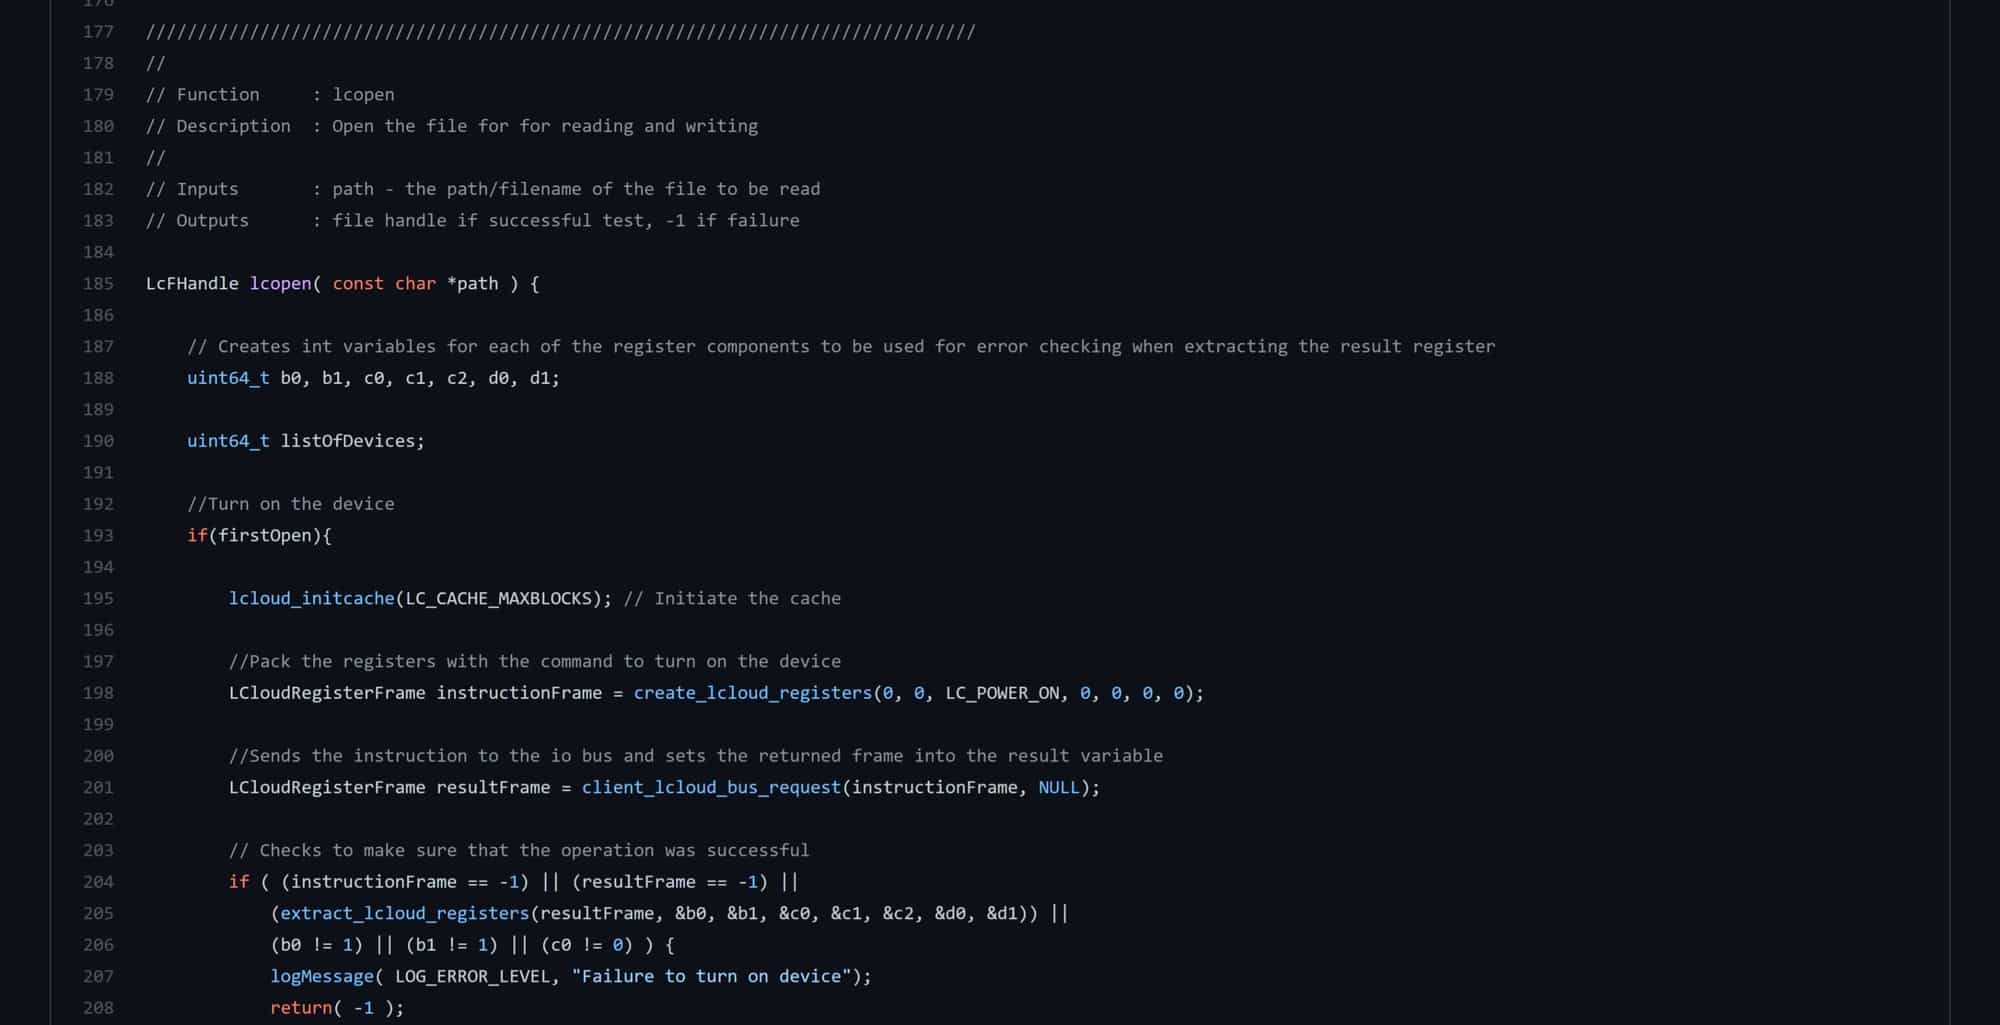 177 ////////////////////////////////////////////////////////////////////////////////
178 //
179 // Function     : lcopen
180 // Description  : Open the file for for reading and writing
181 //
182 // Inputs       : path - the path/filename of the file to be read
183 // Outputs      : file handle if successful test, -1 if failure
184
185 LcFHandle lcopen( const char *path ) {
186
187     // Creates int variables for each of the register components to be used for error checking when extracting the result register
188     uint64_t b0, b1, c0, c1, c2, d0, d1;
189
190     uint64_t listOfDevices;
191
192     //Turn on the device
193     if(firstOpen){
194
195         lcloud_initcache(LC_CACHE_MAXBLOCKS); // Initiate the cache
196
197         //Pack the registers with the command to turn on the device
198         LCloudRegisterFrame instructionFrame = create_lcloud_registers(0, 0, LC_POWER_ON, 0, 0, 0, 0);
199
200         //Sends the instruction to the io bus and sets the returned frame into the result variable
201         LCloudRegisterFrame resultFrame = client_lcloud_bus_request(instructionFrame, NULL);
202
203         // Checks to make sure that the operation was successful
204         if ( (instructionFrame == -1) || (resultFrame == -1) ||
205             (extract_lcloud_registers(resultFrame, &b0, &b1, &c0, &c1, &c2, &d0, &d1)) ||
206             (b0 != 1) || (b1 != 1) || (c0 != 0) ) {
207             logMessage( LOG_ERROR_LEVEL, "Failure to turn on device");
208             return( -1 );